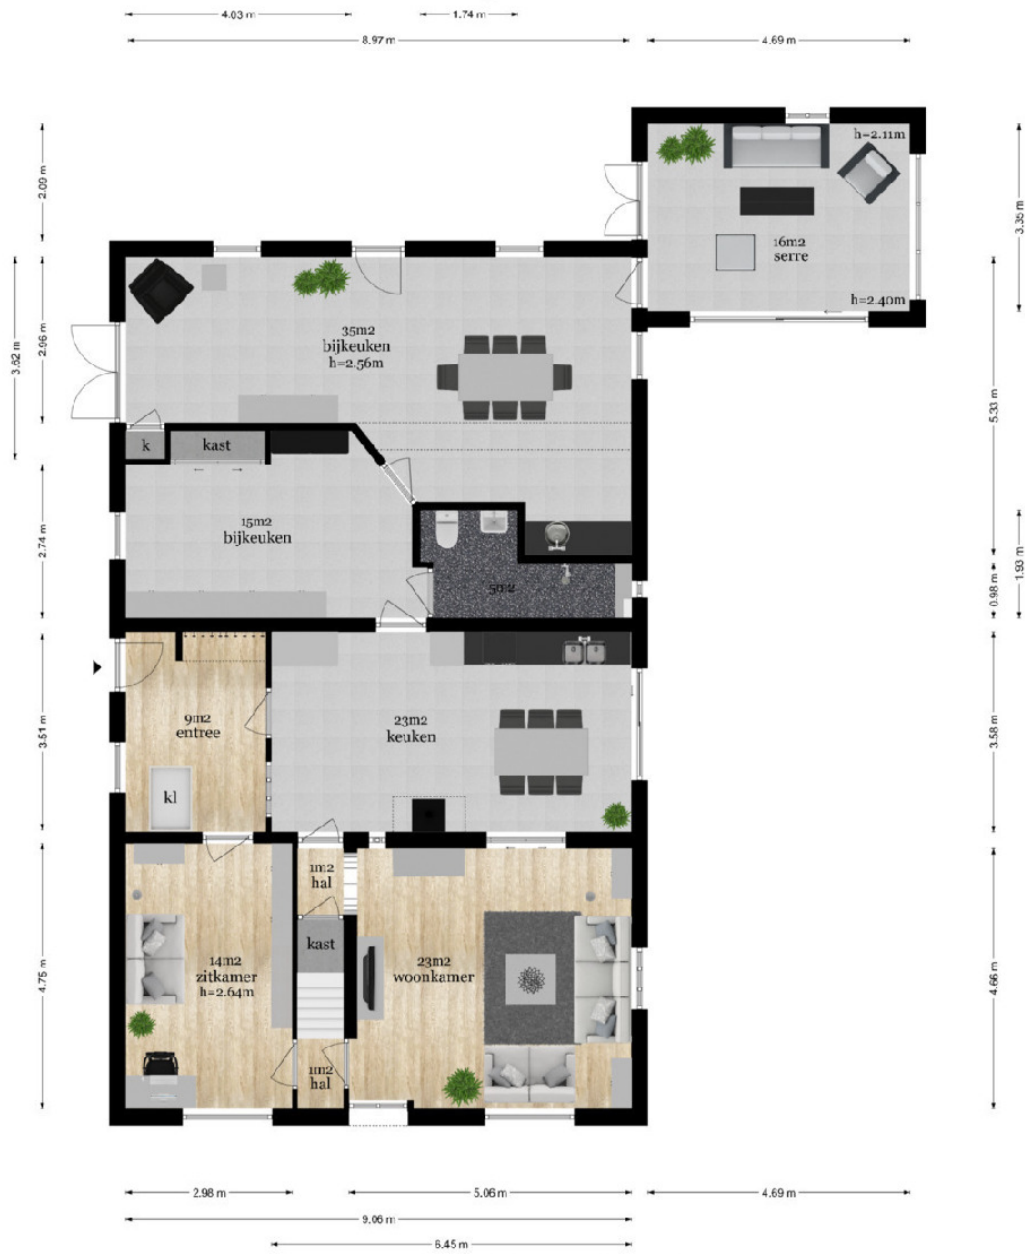 4.03 m
1.74 m
8.97 m
4.69 m
h=2.11m
2.09 m
3.35 m
16m2
serre
h=2.40m
35m2
bijkeuken
h=2.56m
2.96 m
3.62 m
5.33 m
k
kast
15m2
bijkeuken
2.74 m
1.93 m
0.98 m
5m2
9m2
entree
23m2
keuken
3.51 m
3.58 m
kl
1m2
hal
kast
14m2
zitkamer
h=2.64m
23m2
woonkamer
4.75 m
4.66 m
1m2
hal
2.98 m
5.06 m
4.69 m
9.06 m
6.45 m